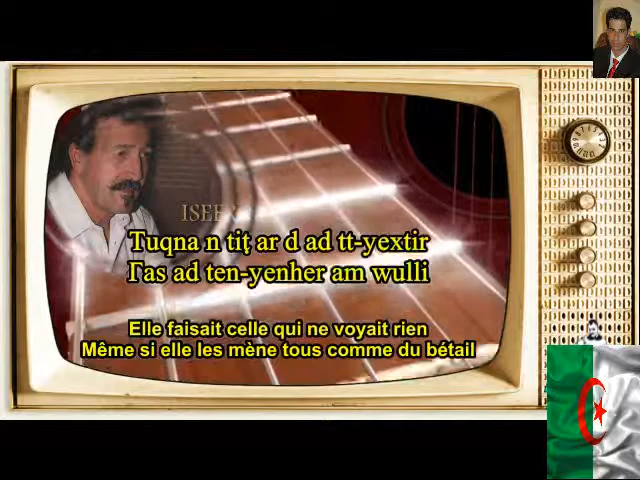 Tuqna n tiṭ ar d ad tt-yextir
Γas ad ten-yenher am wulli
Elle faisait celle qui ne voyait rien
Même si elle les mène tous comme du bétail